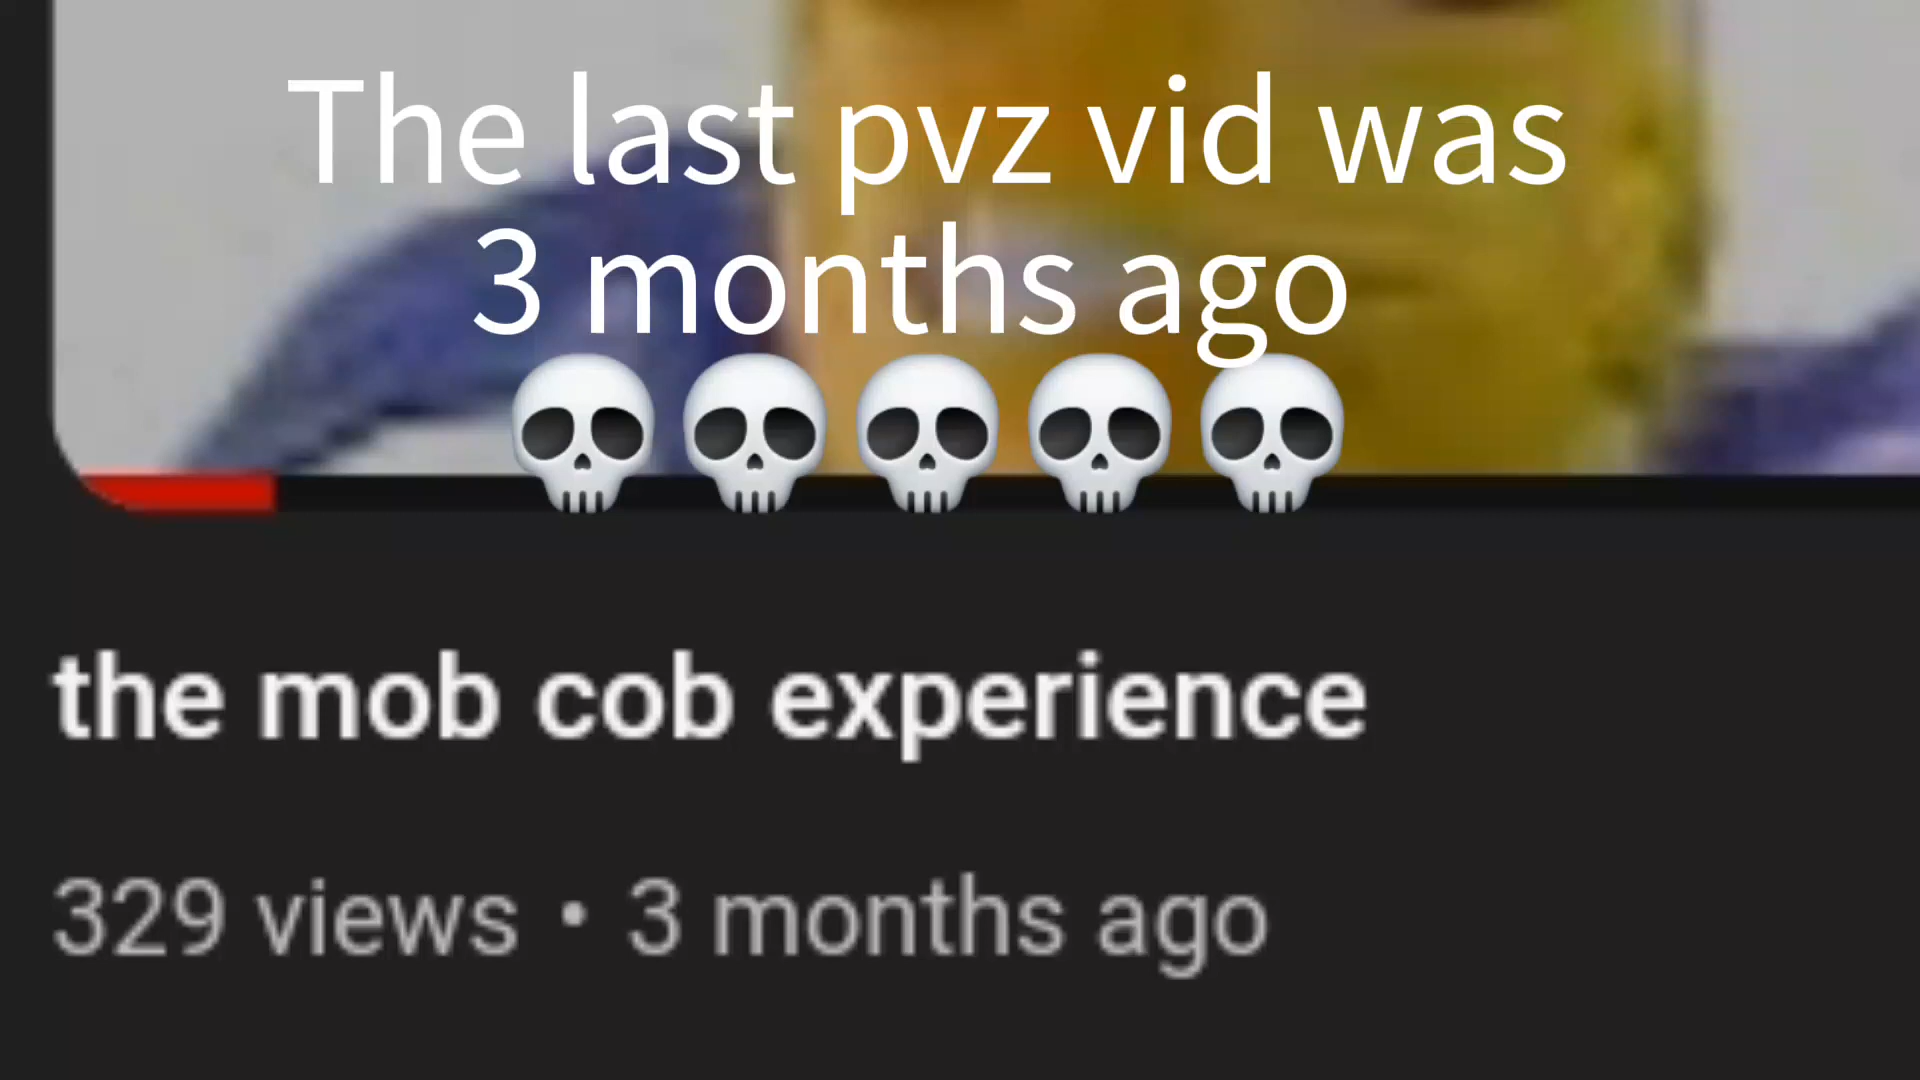 The last pvz vid was
3 months ago
💀💀💀💀💀
the mob cob experience
329 views • 3 months ago